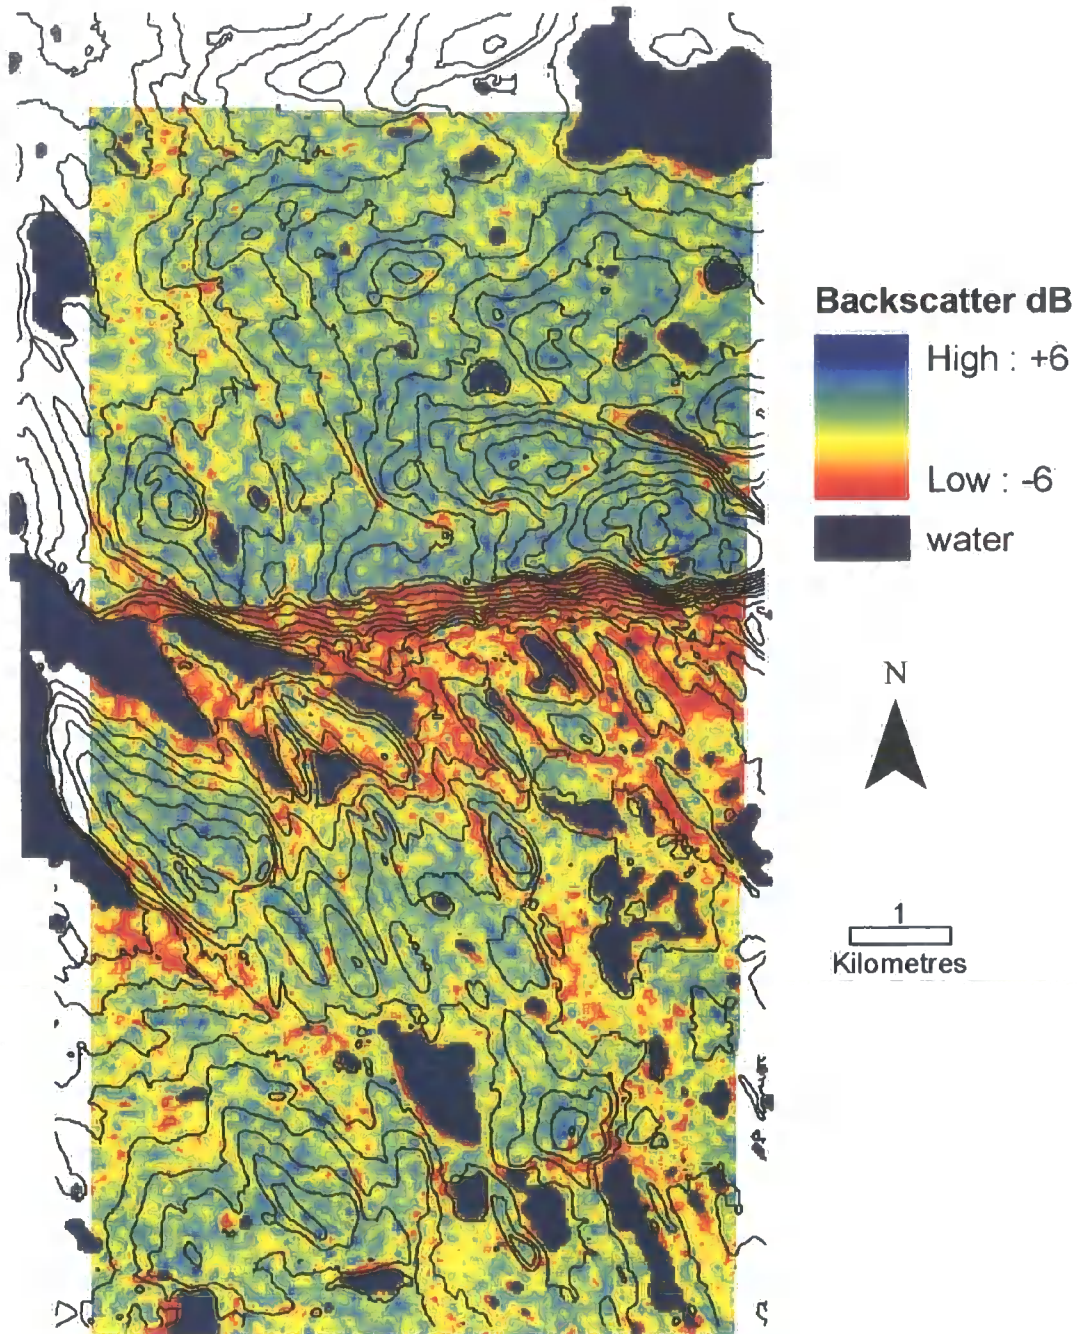 Backscatter dB
High : +6
Low : -6
water
N
1
Kilometres